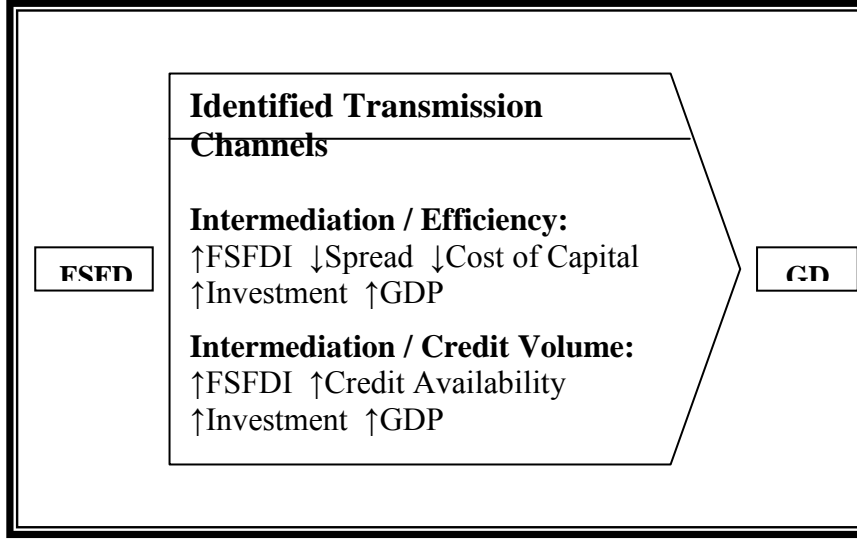 Identified Transmission
Channels
Intermediation / Efficiency:
↑FSFDI ↓Spread ↓Cost of Capital
↑Investment ↑GDP
FSFD
GD
Intermediation / Credit Volume:
↑FSFDI ↑Credit Availability
↑Investment ↑GDP